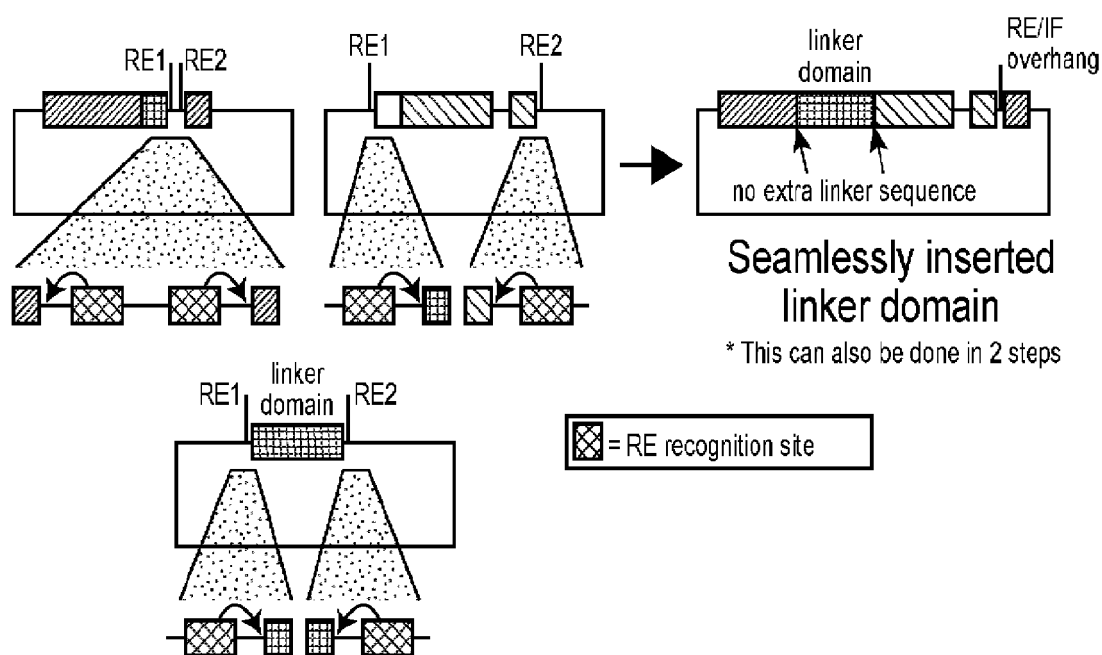 RE1 RE2
RE1
RE2
linker
domain
RE/IF
overhang
no extra linker sequence
Seamlessly inserted
linker domain
* This can also be done in 2 steps
RE1
linker
domain
RE2
= RE recognition site